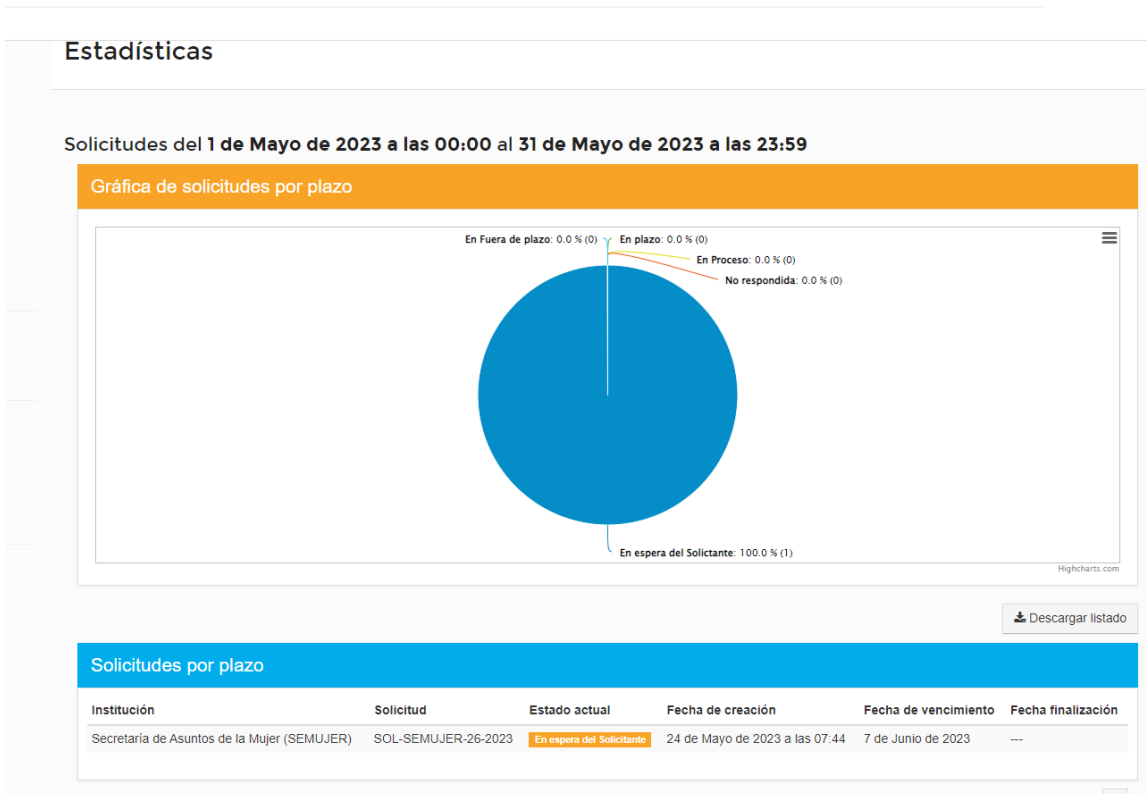 Estadísticas
Solicitudes del 1 de Mayo de 2023 a las 00:00 al 31 de Mayo de 2023 a las 23:59
Gráfica de solicitudes por plazo
En Fuera de plazo: 0.0 % (0)
En plazo: 0.0 % (0)
En Proceso: 0.0 % (0)
No respondida: 0.0 % (0)
En espera del Solictante: 100.0 % (1)
Highcharts.com
Descargar listado
Solicitudes por plazo
Institución Solicitud Estado actual Fecha de creación Fecha de vencimiento Fecha finalización
Secretaría de Asuntos de la Mujer (SEMUJER) SOL-SEMUJER-26-2023 En espera del Solicitante 24 de Mayo de 2023 a las 07:44 7 de Junio de 2023 ---